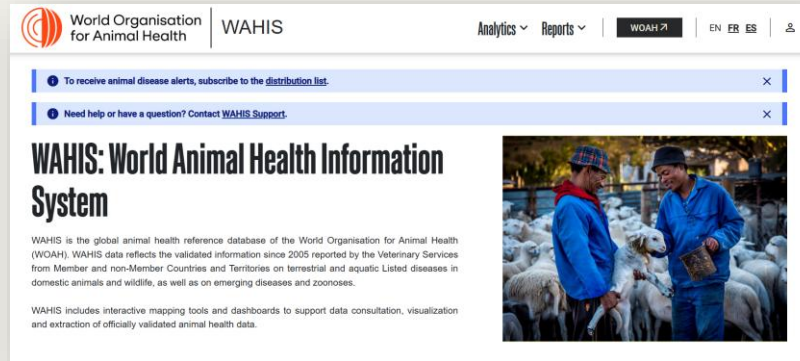 World Organisation
for Animal Health
WAHIS
Analytics Reports WOAH EN FR ES
To receive animal disease alerts, subscribe to the distribution list.
Need help or have a question? Contact WAHIS Support.
WAHIS: World Animal Health Information
System
WAHIS is the global animal health reference database of the World Organisation for Animal Health
(WOAH). WAHIS data reflects the validated information since 2005 reported by the Veterinary Services
from Member and non-Member Countries and Territories on terrestrial and aquatic Listed diseases in
domestic animals and wildlife, as well as on emerging diseases and zoonoses.
WAHIS includes interactive mapping tools and dashboards to support data consultation, visualization
and extraction of officially validated animal health data.